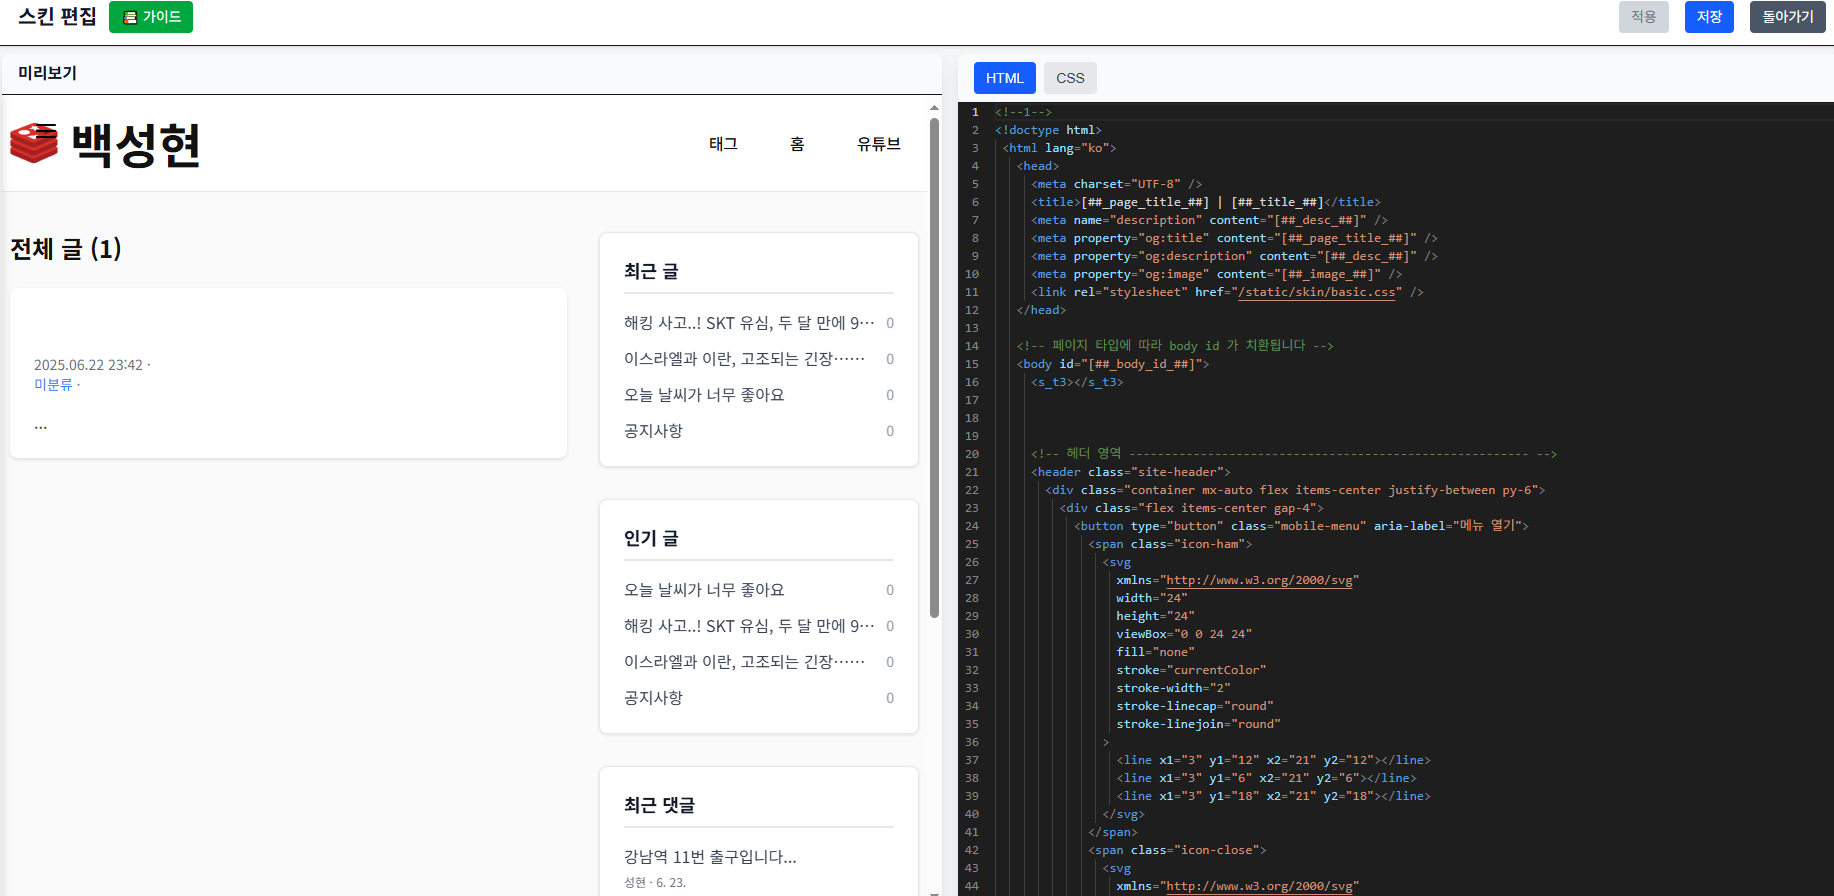 스킨 편집
가이드
적용
저장
돌아가기
미리보기
백성현
태그
홈
유튜브
전체 글 (1)
2025.06.22 23:42 ·
미분류 ·
...
최근 글
해킹 사고..! SKT 유심, 두 달 만에 9··· 0
이스라엘과 이란, 고조되는 긴장······ 0
오늘 날씨가 너무 좋아요 0
공지사항 0
인기 글
오늘 날씨가 너무 좋아요 0
해킹 사고..! SKT 유심, 두 달 만에 9··· 0
이스라엘과 이란, 고조되는 긴장······ 0
공지사항 0
최근 댓글
강남역 11번 출구입니다...
성현 · 6. 23.
HTML
CSS
1 <!--1-->
2 <!doctype html>
3 <html lang="ko">
4 <head>
5 <meta charset="UTF-8" />
6 <title>[##_page_title_##] | [##_title_##]</title>
7 <meta name="description" content="[##_desc_##]" />
8 <meta property="og:title" content="[##_page_title_##]" />
9 <meta property="og:description" content="[##_desc_##]" />
10 <meta property="og:image" content="[##_image_##]" />
11 <link rel="stylesheet" href="/static/skin/basic.css" />
12 </head>
13
14 <!-- 페이지 타입에 따라 body id 가 치환됩니다 -->
15 <body id="[##_body_id_##]">
16 <s_t3></s_t3>
17
18
19
20 <!-- 헤더 영역 -------------------------------------------------------- -->
21 <header class="site-header">
22 <div class="container mx-auto flex items-center justify-between py-6">
23 <div class="flex items-center gap-4">
24 <button type="button" class="mobile-menu" aria-label="메뉴 열기">
25 <span class="icon-ham">
26 <svg
27 xmlns="http://www.w3.org/2000/svg"
28 width="24"
29 height="24"
30 viewBox="0 0 24 24"
31 fill="none"
32 stroke="currentColor"
33 stroke-width="2"
34 stroke-linecap="round"
35 stroke-linejoin="round"
36 >
37 <line x1="3" y1="12" x2="21" y2="12"></line>
38 <line x1="3" y1="6" x2="21" y2="6"></line>
39 <line x1="3" y1="18" x2="21" y2="18"></line>
40 </svg>
41 </span>
42 <span class="icon-close">
43 <svg
44 xmlns="http://www.w3.org/2000/svg"